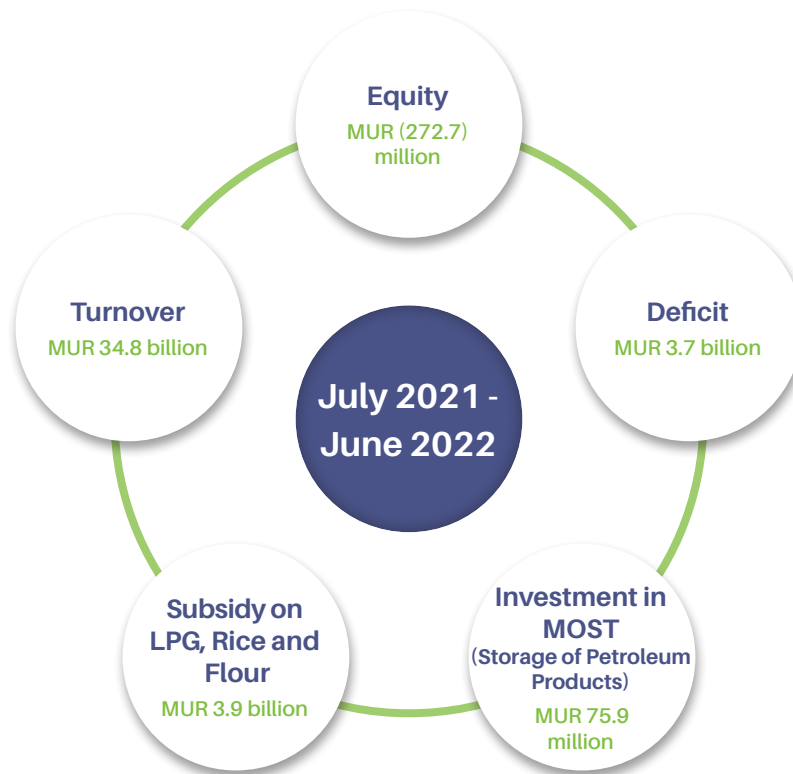 Equity
MUR (272.7)
million
Turnover
MUR 34.8 billion
Deficit
MUR 3.7 billion
July 2021 -
June 2022
Subsidy on
LPG, Rice and
Flour
MUR 3.9 billion
Investment in
MOST
(Storage of Petroleum
Products)
MUR 75.9
million